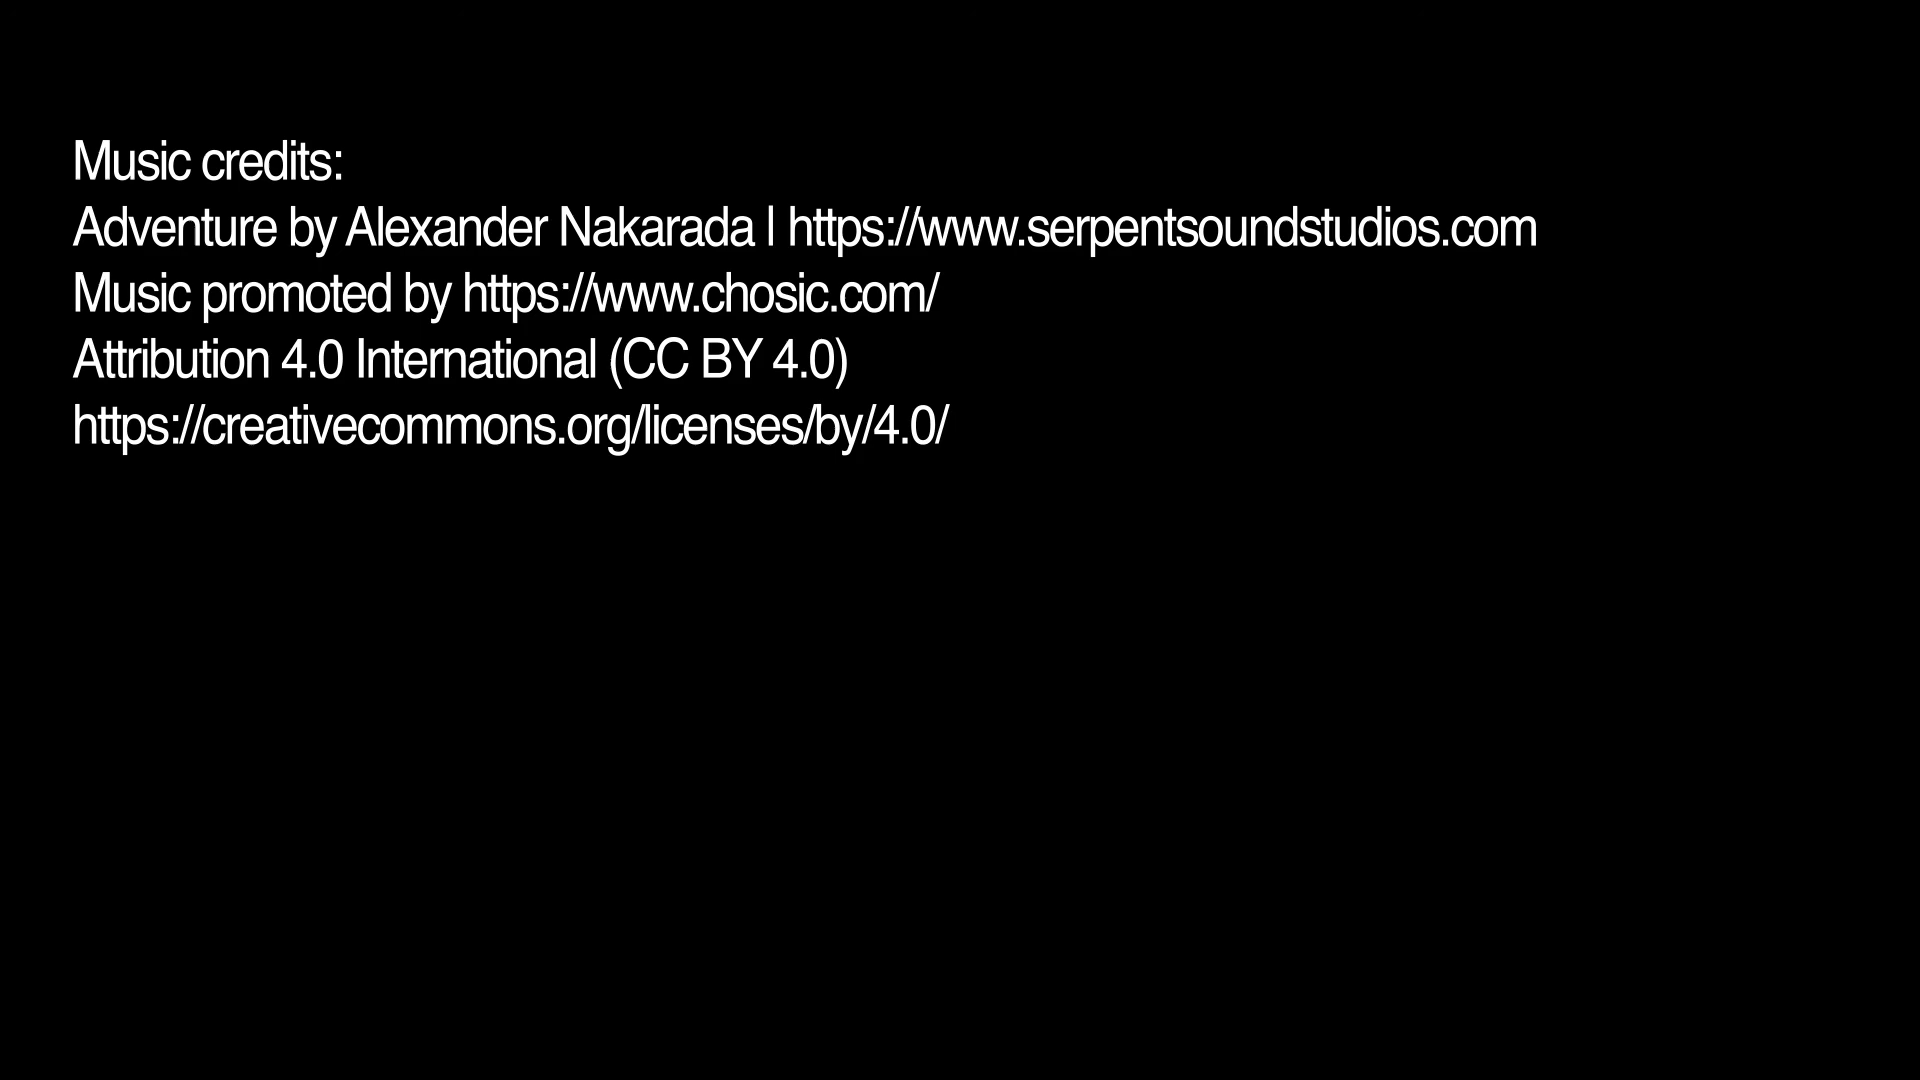 Music credits:
Adventure by Alexander Nakarada | https://www.serpentsoundstudios.com
Music promoted by https://www.chosic.com/
Attribution 4.0 International (CC BY 4.0)
https://creativecommons.org/licenses/by/4.0/